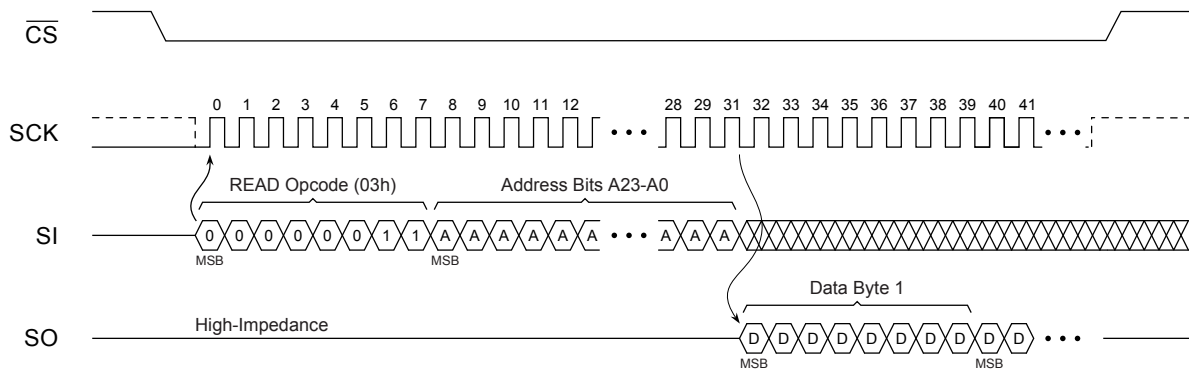 CS
0 1 2 3 4 5 6 7 8 9 10 11 12 28 29 30 31 32 33 34 35 36 37 38 39 40 41
SCK
READ Opcode (03h) Address Bits A23-A0
SI 0 0 0 0 0 0 1 1 A A A A A A A A A
MSB MSB
Data Byte 1
High-Impedance
SO D D D D D D D D D D
MSB MSB